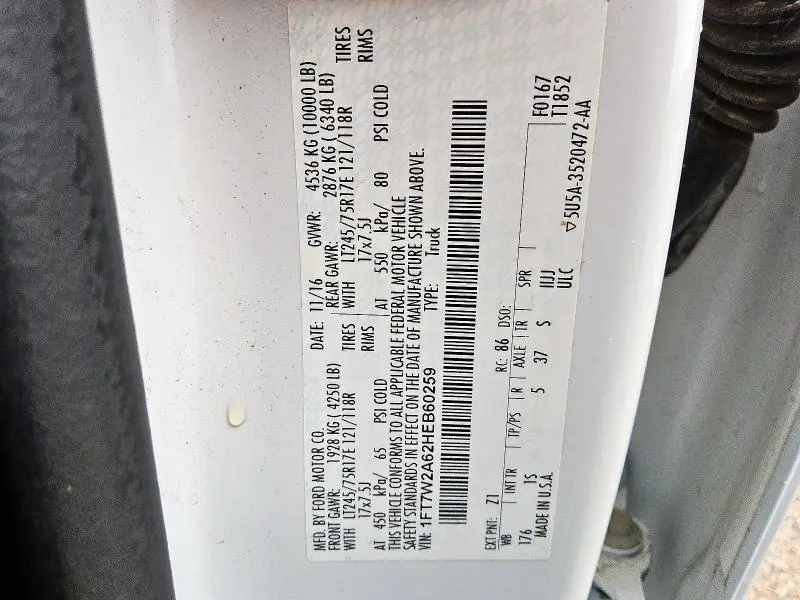 MFD. BY FORD MOTOR CO.
DATE: 11/16 GVWR: 4536 KG (10000 LB)
FRONT GAWR: 1928 KG ( 4250 LB) REAR GAWR: 2876 KG ( 6340 LB)
WITH LT245/75R17E 121/118R TIRES WITH LT245/75R17E 121/118R TIRES
17x7.5J RIMS 17x7.5J RIMS
AT 450 kPa/ 65 PSI COLD AT 550 kPa/ 80 PSI COLD
THIS VEHICLE CONFORMS TO ALL APPLICABLE FEDERAL MOTOR VEHICLE
SAFETY STANDARDS IN EFFECT ON THE DATE OF MANUFACTURE SHOWN ABOVE.
VIN: 1FT7W2A62HEB60259 TYPE: Truck
EXT PNT: Z1 RC: 86 DSO: F0167
T1852
WB INT TR TP/PS R AXLE TR SPR
176 IS 5 37 S IIJJ
MADE IN U.S.A. ULC
▽5U5A-3520472-AA